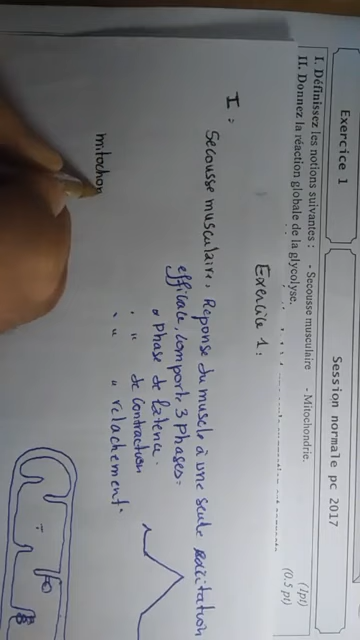 Exercice 1
Session normale pc 2017
I. Définissez les notions suivantes : - Secousse musculaire - Mitochondrie. (1pt)
II. Donnez la réaction globale de la glycolyse. (0.5 pt)
Exercice 1:
I :
Secousse musculaire. Réponse du muscle à une seule excitation
efficace, comporte 3 phases:
Phase de latence.
" de contraction
" " relachement.
mitochon